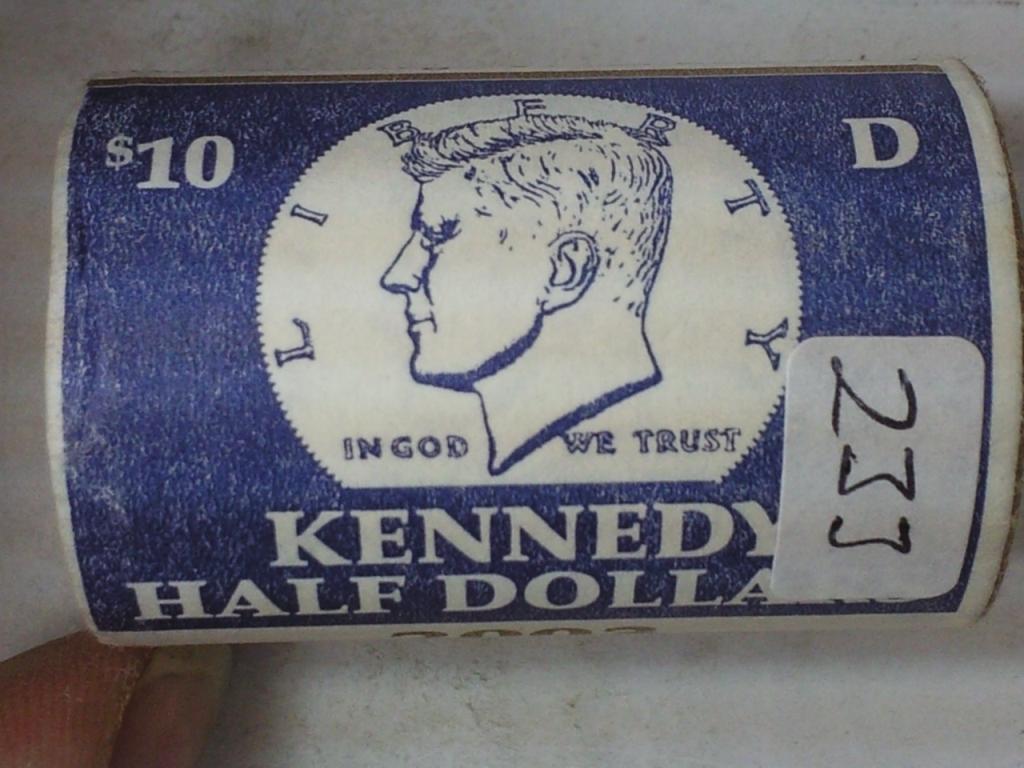 $10
D
LIBERTY
IN GOD WE TRUST
KENNEDY
HALF DOLLA
233